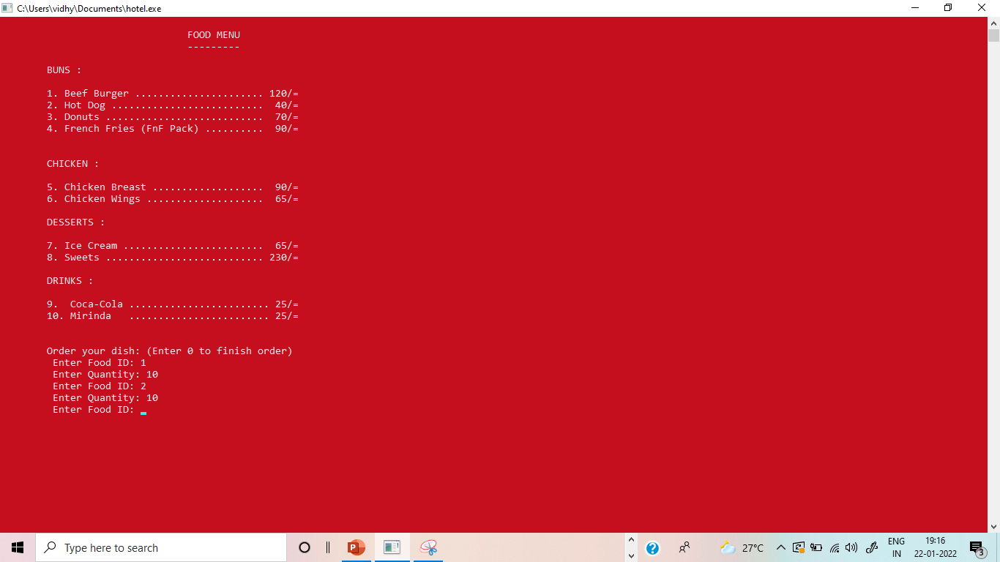 C:\Users\vidhy\Documents\hotel.exe
FOOD MENU
---------
BUNS :
1. Beef Burger ...................... 120/=
2. Hot Dog ..........................  40/=
3. Donuts ...........................  70/=
4. French Fries (FnF Pack) ..........  90/=
CHICKEN :
5. Chicken Breast ...................  90/=
6. Chicken Wings ....................  65/=
DESSERTS :
7. Ice Cream ........................  65/=
8. Sweets ........................... 230/=
DRINKS :
9.  Coca-Cola ........................ 25/=
10. Mirinda   ........................ 25/=
Order your dish: (Enter 0 to finish order)
Enter Food ID: 1
Enter Quantity: 10
Enter Food ID: 2
Enter Quantity: 10
Enter Food ID:
Type here to search
P
?
27°C
ENG
IN
19:16
22-01-2022
3